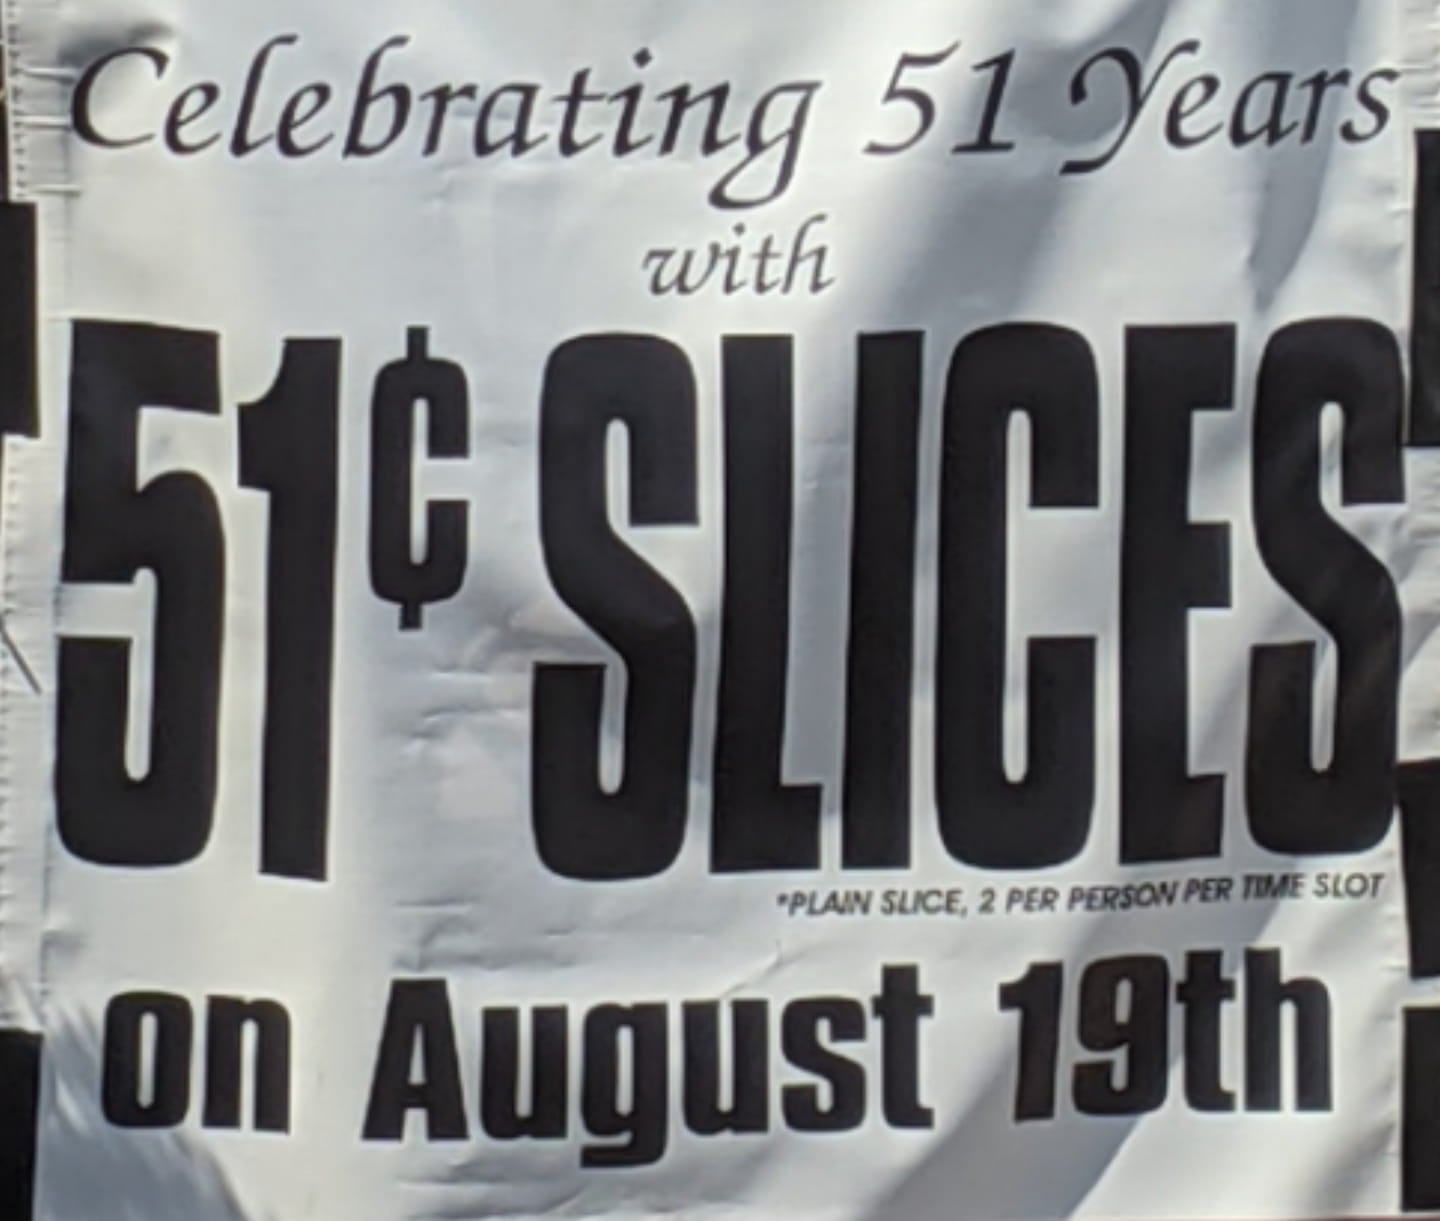 Celebrating 51 Years
with
51¢ SLICES
*PLAIN SLICE, 2 PER PERSON PER TIME SLOT
on August 19th